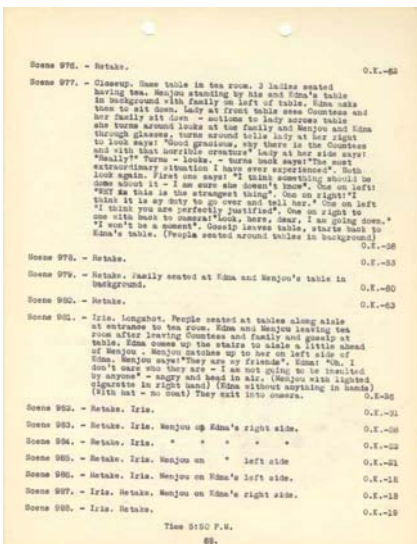 Scene 976. - Retake.
O.K.-62
Scene 977. - Closeup. Same table in tea room. 3 ladies seated
having tea. Menjou standing by his and Edna's table
in background with family on left of table. Edna asks
them to sit down. Lady at front table sees Countess and
her family sit down - motions to lady across table
she turns around looks at the family and Menjou and Edna
through glasses, turns around tells lady at her right
to look says: "Good gracious, why there is the Countess
and with that horrible creature" Lady at her side says:
"Really?" Turns - looks. - turns back says:"The most
extraordinary situation I have ever experienced". Both
look again. First one says: "I think something should be
done about it - I am sure she doesn't know". One on left:
"WHY is this is the strangest thing". One on right:"I
think it is my duty to go over and tell her." One on left
"I think you are perfectly justified". One on right to
one with back to camera:"Look, here, dear, I am going down."
"I won't be a moment". Gossip leaves table, starts back to
Edna's table. (People seated around tables in background)
O.K.-38
Scene 978. - Retake.
O.K.-53
Scene 979. - Retake. Family seated at Edna and Menjou's table in
background.
O.K.-60
Scene 980. - Retake.
O.K.-63
Scene 981. - Iris. Longshot. People seated at tables along aisle
at entrance to tea room. Edna and Menjou leaving tea
room after leaving Countess and family and gossip at
table. Edna comes up the stairs to aisle a little ahead
of Menjou . Menjou catches up to her on left side of
Edna. Menjou says:"They are my friends". Edna: "Oh, I
don't care who they are - I am not going to be insulted
by anyone" - angry and head in air. (Menjou with lighted
cigarette in right hand) (Edna without anything in hands)
(With hat - no coat) They exit into camera.
O.K-36
Scene 982. - Retake. Iris.
O.K.-31
Scene 983. - Retake. Iris. Menjou on Edna's right side.
Scene 984. - Retake. Iris. " " " " "
Scene 985. - Retake. Iris. Menjou on " left side
O.K.-21
Scene 986. - Retake. Iris. Menjou on Edna's left side.
Scene 987. - Iris. Retake. Menjou on Edna's right side.
Scene 988. - Iris. Retake.
O.K.-19
Time 5:50 P.M.